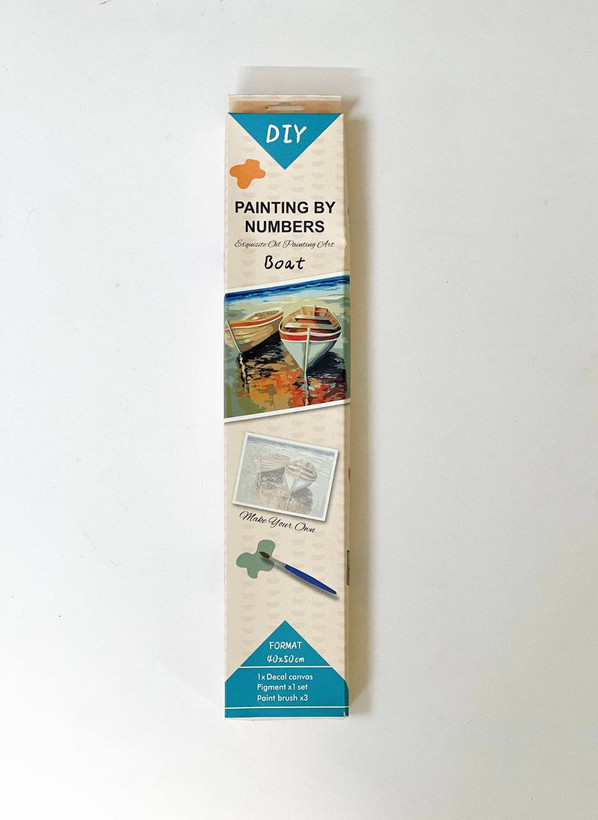 DIY
PAINTING BY
NUMBERS
Exquisite Oil Painting Art
Boat
Make Your Own
FORMAT
40x50cm
1x Decal canvas
Pigment x1 set
Paint brush x3